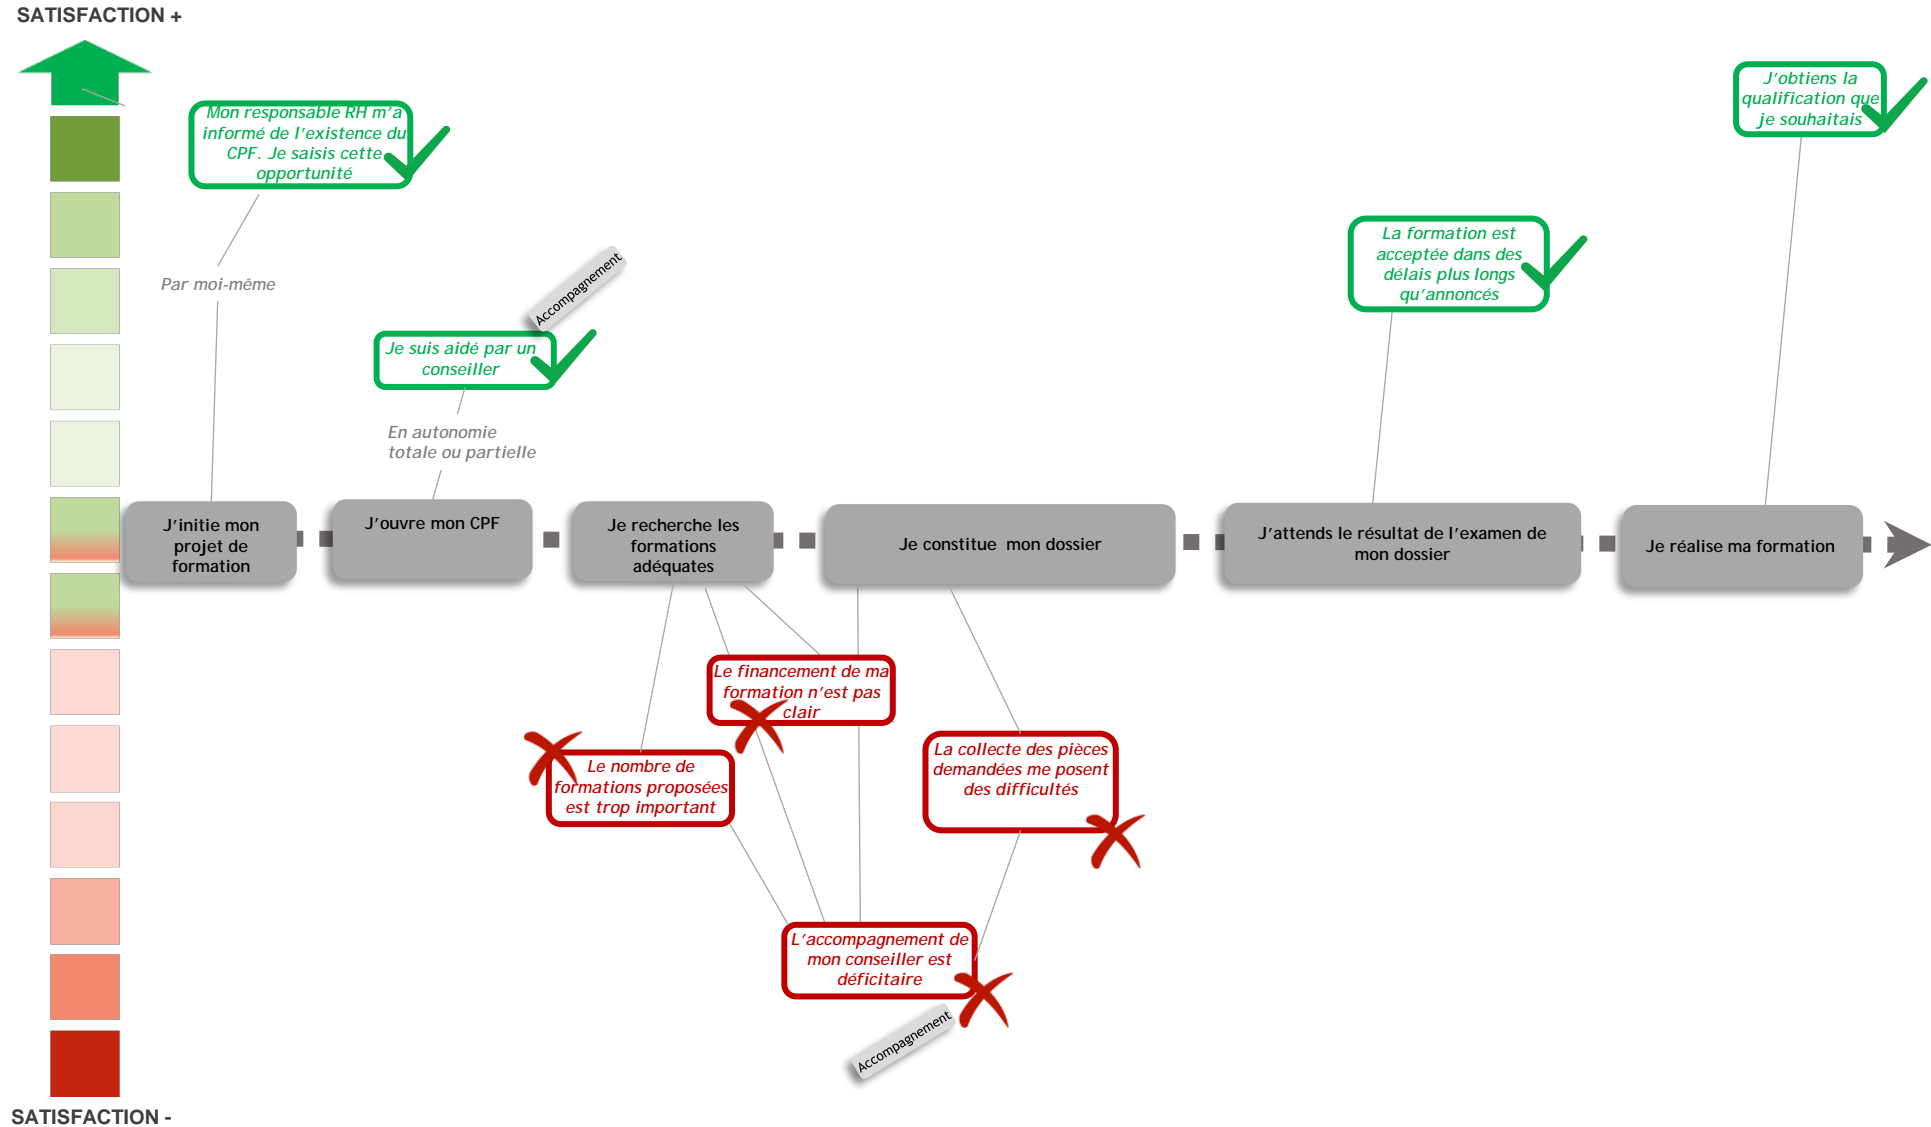 SATISFACTION +
Mon responsable RH m'a
informé de l'existence du
CPF. Je saisis cette
opportunité
J'obtiens la
qualification que
je souhaitais
La formation est
acceptée dans des
délais plus longs
qu'annoncés
Par moi-même
Accompagnement
Je suis aidé par un
conseiller
En autonomie
totale ou partielle
J'initie mon
projet de
formation
J'ouvre mon CPF
Je recherche les
formations
adéquates
Je constitue mon dossier
J'attends le résultat de l'examen de
mon dossier
Je réalise ma formation
Le financement de ma
formation n'est pas
clair
Le nombre de
formations proposées
est trop important
La collecte des pièces
demandées me posent
des difficultés
L'accompagnement de
mon conseiller est
déficitaire
Accompagnement
SATISFACTION -